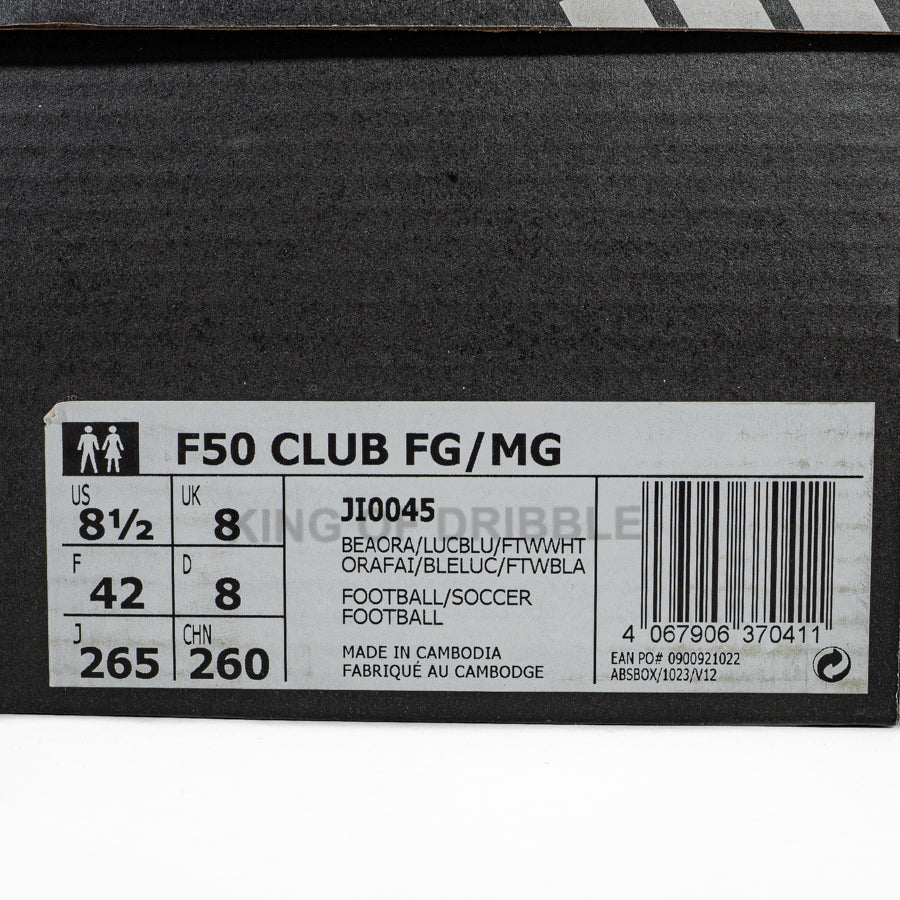 F50 CLUB FG/MG
US 8½ UK 8
F 42 D 8
J 265 CHN 260
KING OF DRIBBLE
JI0045
BEAORA/LUCBLU/FTWWHT
ORAFAI/BLELUC/FTWBLA
FOOTBALL/SOCCER
FOOTBALL
MADE IN CAMBODIA
FABRIQUÉ AU CAMBODGE
4 067906 370411
EAN PO# 0900921022
ABSBOX/1023/V12